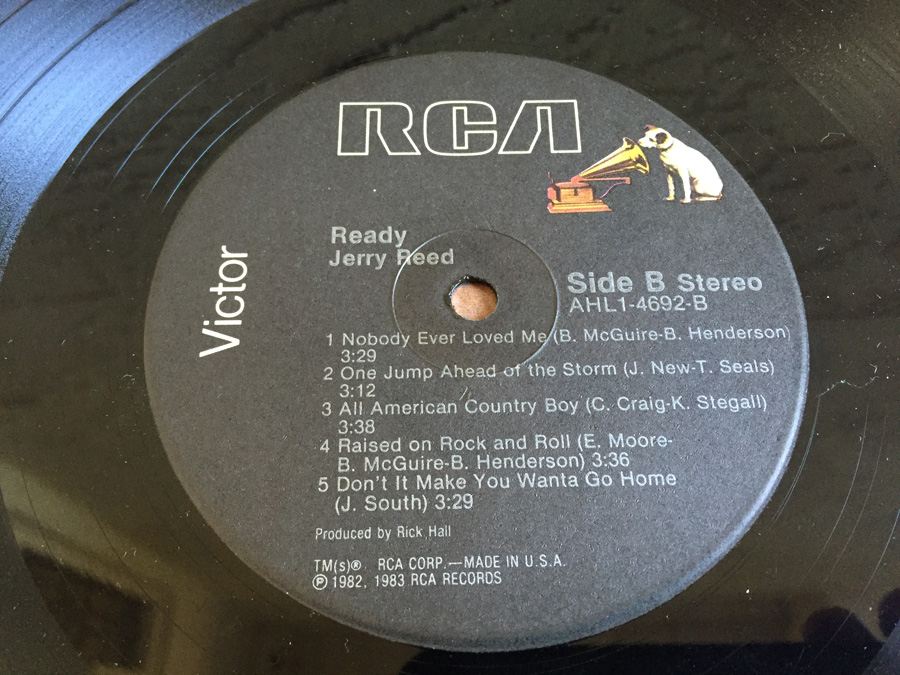 RCA
Victor
Ready
Jerry Reed
Side B Stereo
AHL1-4692-B
1 Nobody Ever Loved Me (B. McGuire-B. Henderson)
3:29
2 One Jump Ahead of the Storm (J. New-T. Seals)
3:12
3 All American Country Boy (C. Craig-K. Stegall)
3:38
4 Raised on Rock and Roll (E. Moore-
B. McGuire-B. Henderson) 3:36
5 Don't It Make You Wanta Go Home
(J. South) 3:29
Produced by Rick Hall
TM(s)® RCA CORP.—MADE IN U.S.A.
℗ 1982, 1983 RCA RECORDS